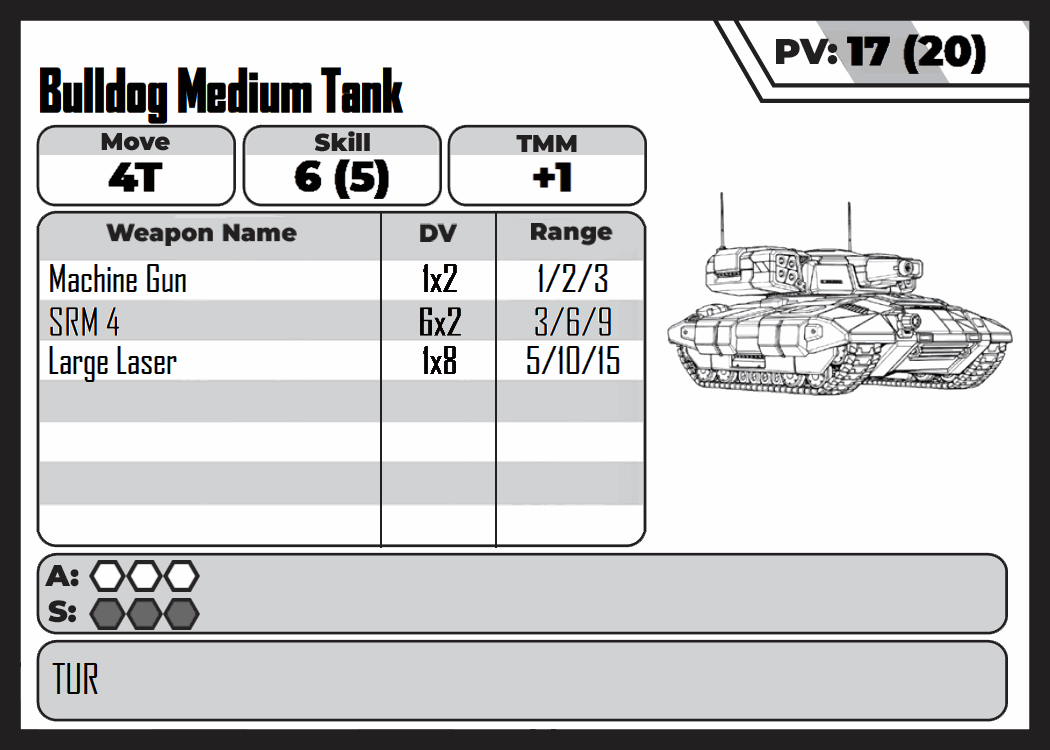 PV: 17 (20)
Bulldog Medium Tank
Move Skill TMM
4T 6 (5) +1
Weapon Name DV Range
Machine Gun 1x2 1/2/3
SRM 4 6x2 3/6/9
Large Laser 1x8 5/10/15
A:
S:
TUR